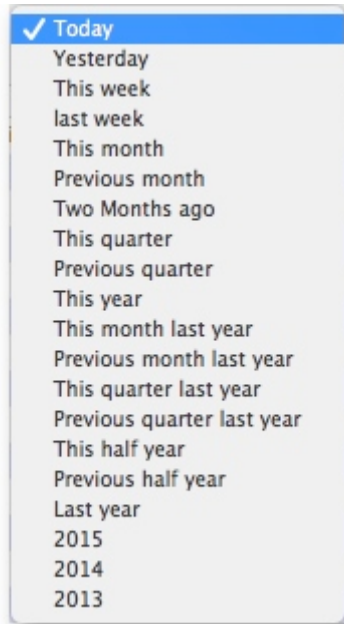 Today
Yesterday
This week
last week
This month
Previous month
Two Months ago
This quarter
Previous quarter
This year
This month last year
Previous month last year
This quarter last year
Previous quarter last year
This half year
Previous half year
Last year
2015
2014
2013